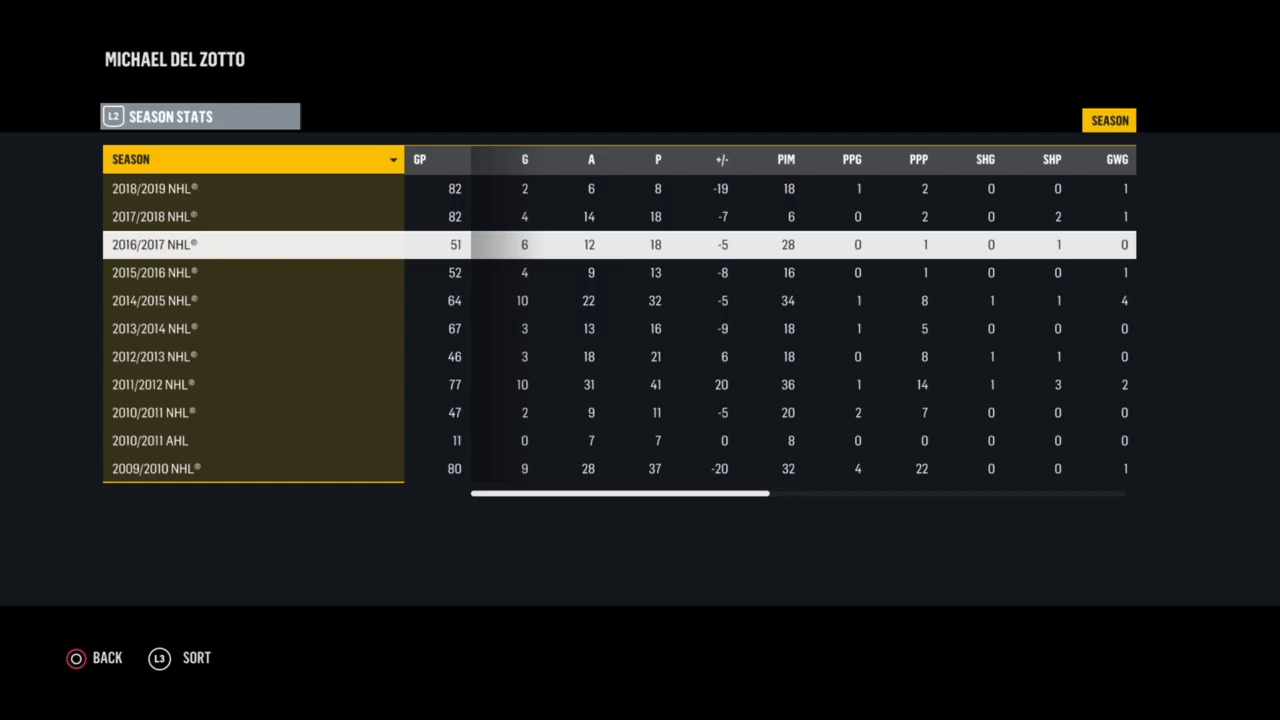 MICHAEL DEL ZOTTO
L2 SEASON STATS
SEASON
SEASON GP G A P +/- PIM PPG PPP SHG SHP GWG
2018/2019 NHL® 82 2 6 8 -19 18 1 2 0 0 1
2017/2018 NHL® 82 4 14 18 -7 6 0 2 0 2 1
2016/2017 NHL® 51 6 12 18 -5 28 0 1 0 1 0
2015/2016 NHL® 52 4 9 13 -8 16 0 1 0 0 1
2014/2015 NHL® 64 10 22 32 -5 34 1 8 1 1 4
2013/2014 NHL® 67 3 13 16 -9 18 1 5 0 0 0
2012/2013 NHL® 46 3 18 21 6 18 0 8 1 1 0
2011/2012 NHL® 77 10 31 41 20 36 1 14 1 3 2
2010/2011 NHL® 47 2 9 11 -5 20 2 7 0 0 0
2010/2011 AHL 11 0 7 7 0 8 0 0 0 0 0
2009/2010 NHL® 80 9 28 37 -20 32 4 22 0 0 1
BACK L3 SORT